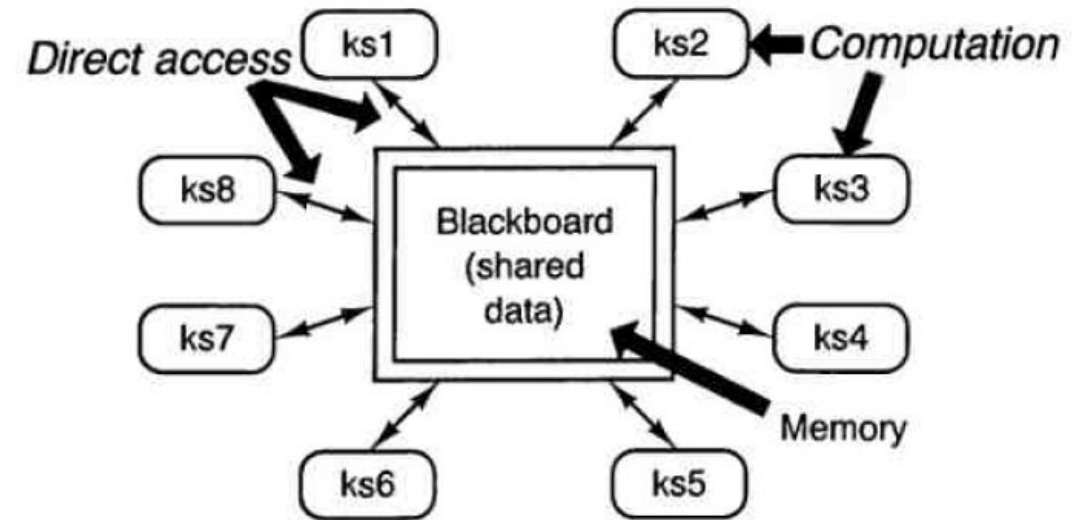 Direct access
ks1
ks2
Computation
ks8
ks3
Blackboard
(shared
data)
ks7
ks4
Memory
ks6
ks5